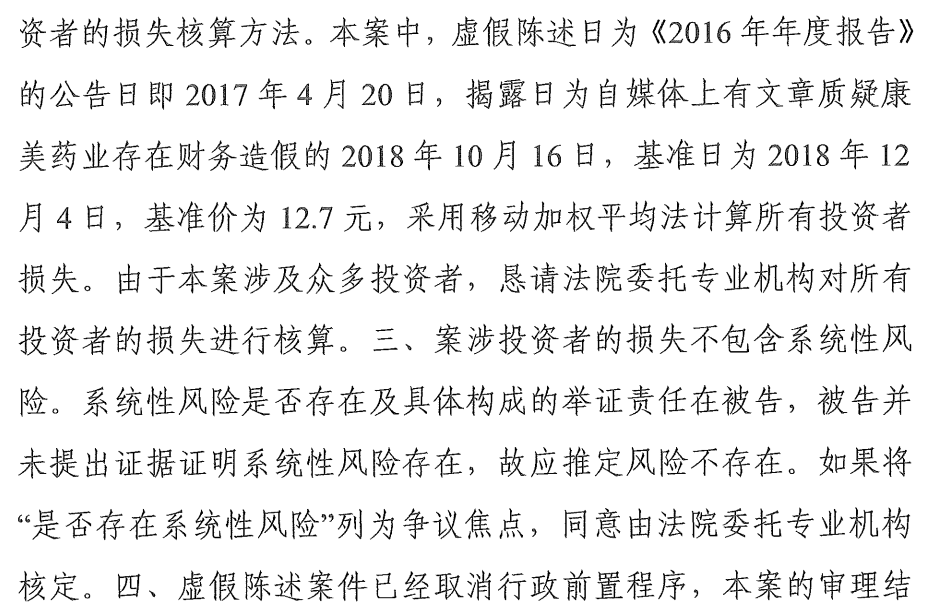 资者的损失核算方法。本案中，虚假陈述日为《2016 年年度报告》
的公告日即 2017 年 4 月 20 日，揭露日为自媒体上有文章质疑康
美药业存在财务造假的 2018 年 10 月 16 日，基准日为 2018 年 12
月 4 日，基准价为 12.7 元，采用移动加权平均法计算所有投资者
损失。由于本案涉及众多投资者，恳请法院委托专业机构对所有
投资者的损失进行核算。三、案涉投资者的损失不包含系统性风
险。系统性风险是否存在及具体构成的举证责任在被告，被告并
未提出证据证明系统性风险存在，故应推定风险不存在。如果将
“是否存在系统性风险”列为争议焦点，同意由法院委托专业机构
核定。四、虚假陈述案件已经取消行政前置程序，本案的审理结